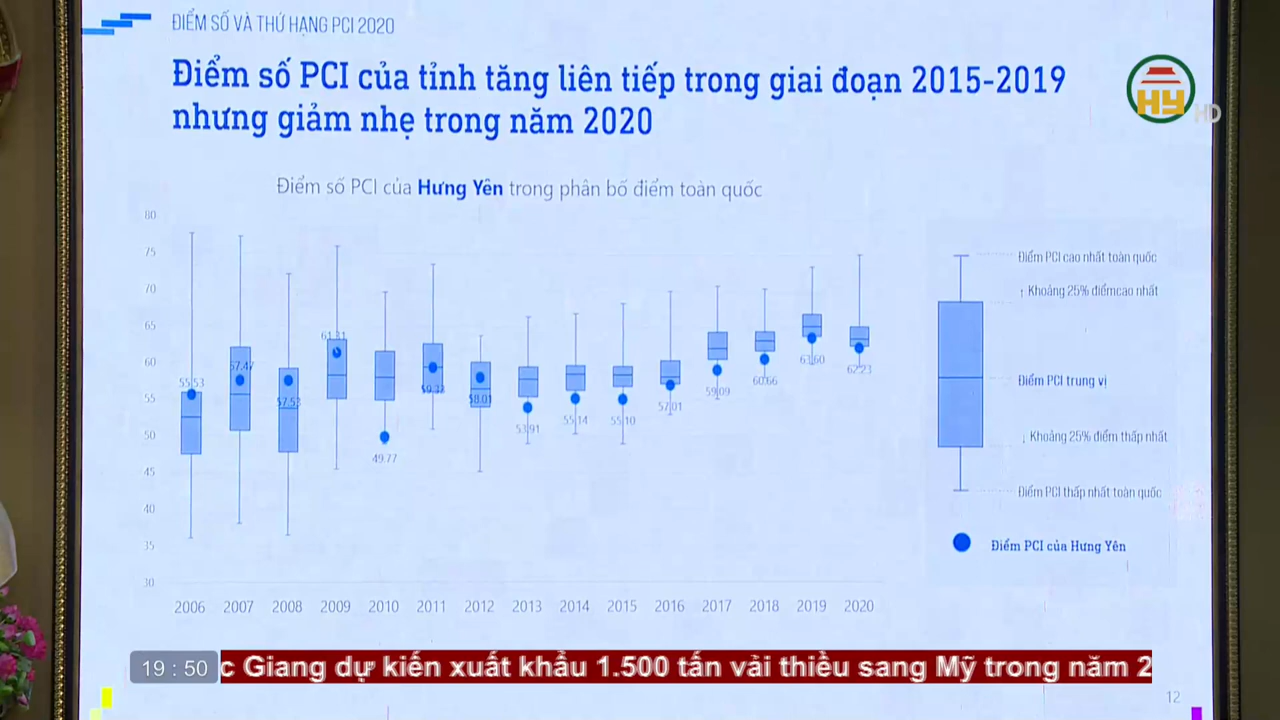 ĐIỂM SỐ VÀ THỨ HẠNG PCI 2020
Điểm số PCI của tỉnh tăng liên tiếp trong giai đoạn 2015-2019
nhưng giảm nhẹ trong năm 2020
HY HD
Điểm số PCI của Hưng Yên trong phân bố điểm toàn quốc
80
75
70
65
60
55
50
45
40
35
30
55.53
57.47
57.53
61.31
49.77
59.32
58.01
53.91
55.14
55.10
57.01
59.09
60.66
63.60
62.23
2006 2007 2008 2009 2010 2011 2012 2013 2014 2015 2016 2017 2018 2019 2020
Điểm PCI cao nhất toàn quốc
↑ Khoảng 25% điểm cao nhất
Điểm PCI trung vị
↓ Khoảng 25% điểm thấp nhất
Điểm PCI thấp nhất toàn quốc
Điểm PCI của Hưng Yên
19 : 50 c Giang dự kiến xuất khẩu 1.500 tấn vải thiều sang Mỹ trong năm 2
12